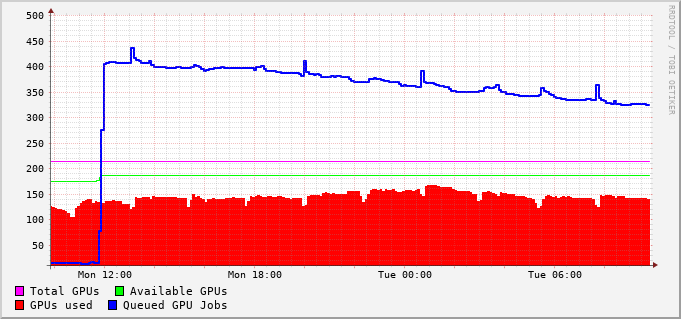 500
450
400
350
300
250
200
150
100
50
Mon 12:00 Mon 18:00 Tue 00:00 Tue 06:00
Total GPUs Available GPUs
GPUs used Queued GPU Jobs
RRDTOOL / TOBI OETIKER